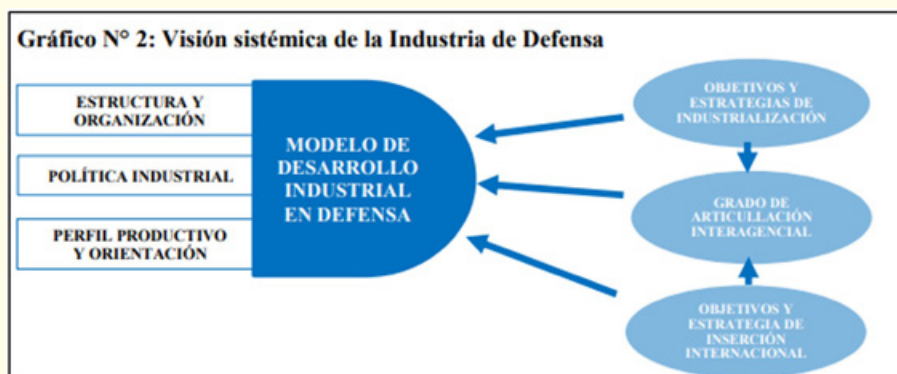 Gráfico N° 2: Visión sistémica de la Industria de Defensa
ESTRUCTURA Y
ORGANIZACIÓN
POLÍTICA INDUSTRIAL
PERFIL PRODUCTIVO
Y ORIENTACIÓN
MODELO DE
DESARROLLO
INDUSTRIAL
EN DEFENSA
OBJETIVOS Y
ESTRATEGIAS DE
INDUSTRIALIZACIÓN
GRADO DE
ARTICULLACIÓN
INTERAGENCIAL
OBJETIVOS Y
ESTRATEGIA DE
INSERCIÓN
INTERNACIONAL